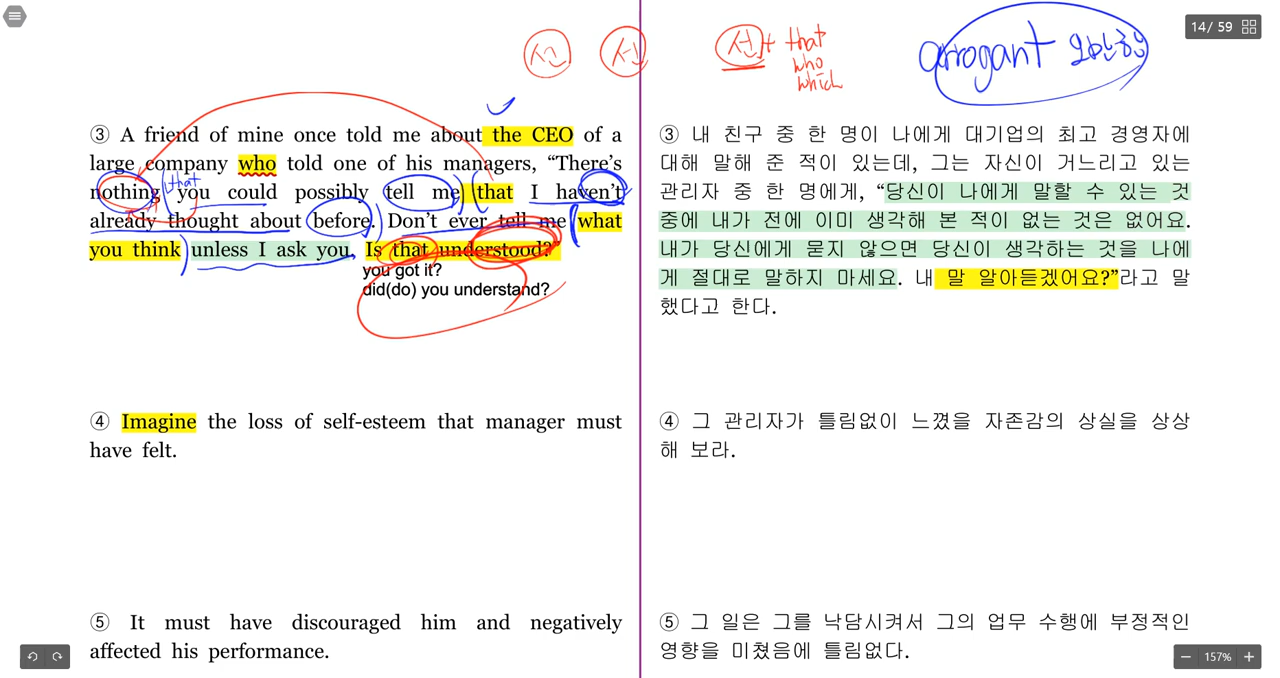 선 선 선 + that
who
which
arrogant 오만한
14 / 59
③ A friend of mine once told me about the CEO of a
large company who told one of his managers, “There’s
nothing that you could possibly tell me that I haven’t
already thought about before. Don’t ever tell me what
you think unless I ask you. Is that understood?”
you got it?
did(do) you understand?
④ Imagine the loss of self-esteem that manager must
have felt.
⑤ It must have discouraged him and negatively
affected his performance.
③ 내 친구 중 한 명이 나에게 대기업의 최고 경영자에
대해 말해 준 적이 있는데, 그는 자신이 거느리고 있는
관리자 중 한 명에게, “당신이 나에게 말할 수 있는 것
중에 내가 전에 이미 생각해 본 적이 없는 것은 없어요.
내가 당신에게 묻지 않으면 당신이 생각하는 것을 나에
게 절대로 말하지 마세요. 내 말 알아듣겠어요?”라고 말
했다고 한다.
④ 그 관리자가 틀림없이 느꼈을 자존감의 상실을 상상
해 보라.
⑤ 그 일은 그를 낙담시켜서 그의 업무 수행에 부정적인
영향을 미쳤음에 틀림없다.
157%